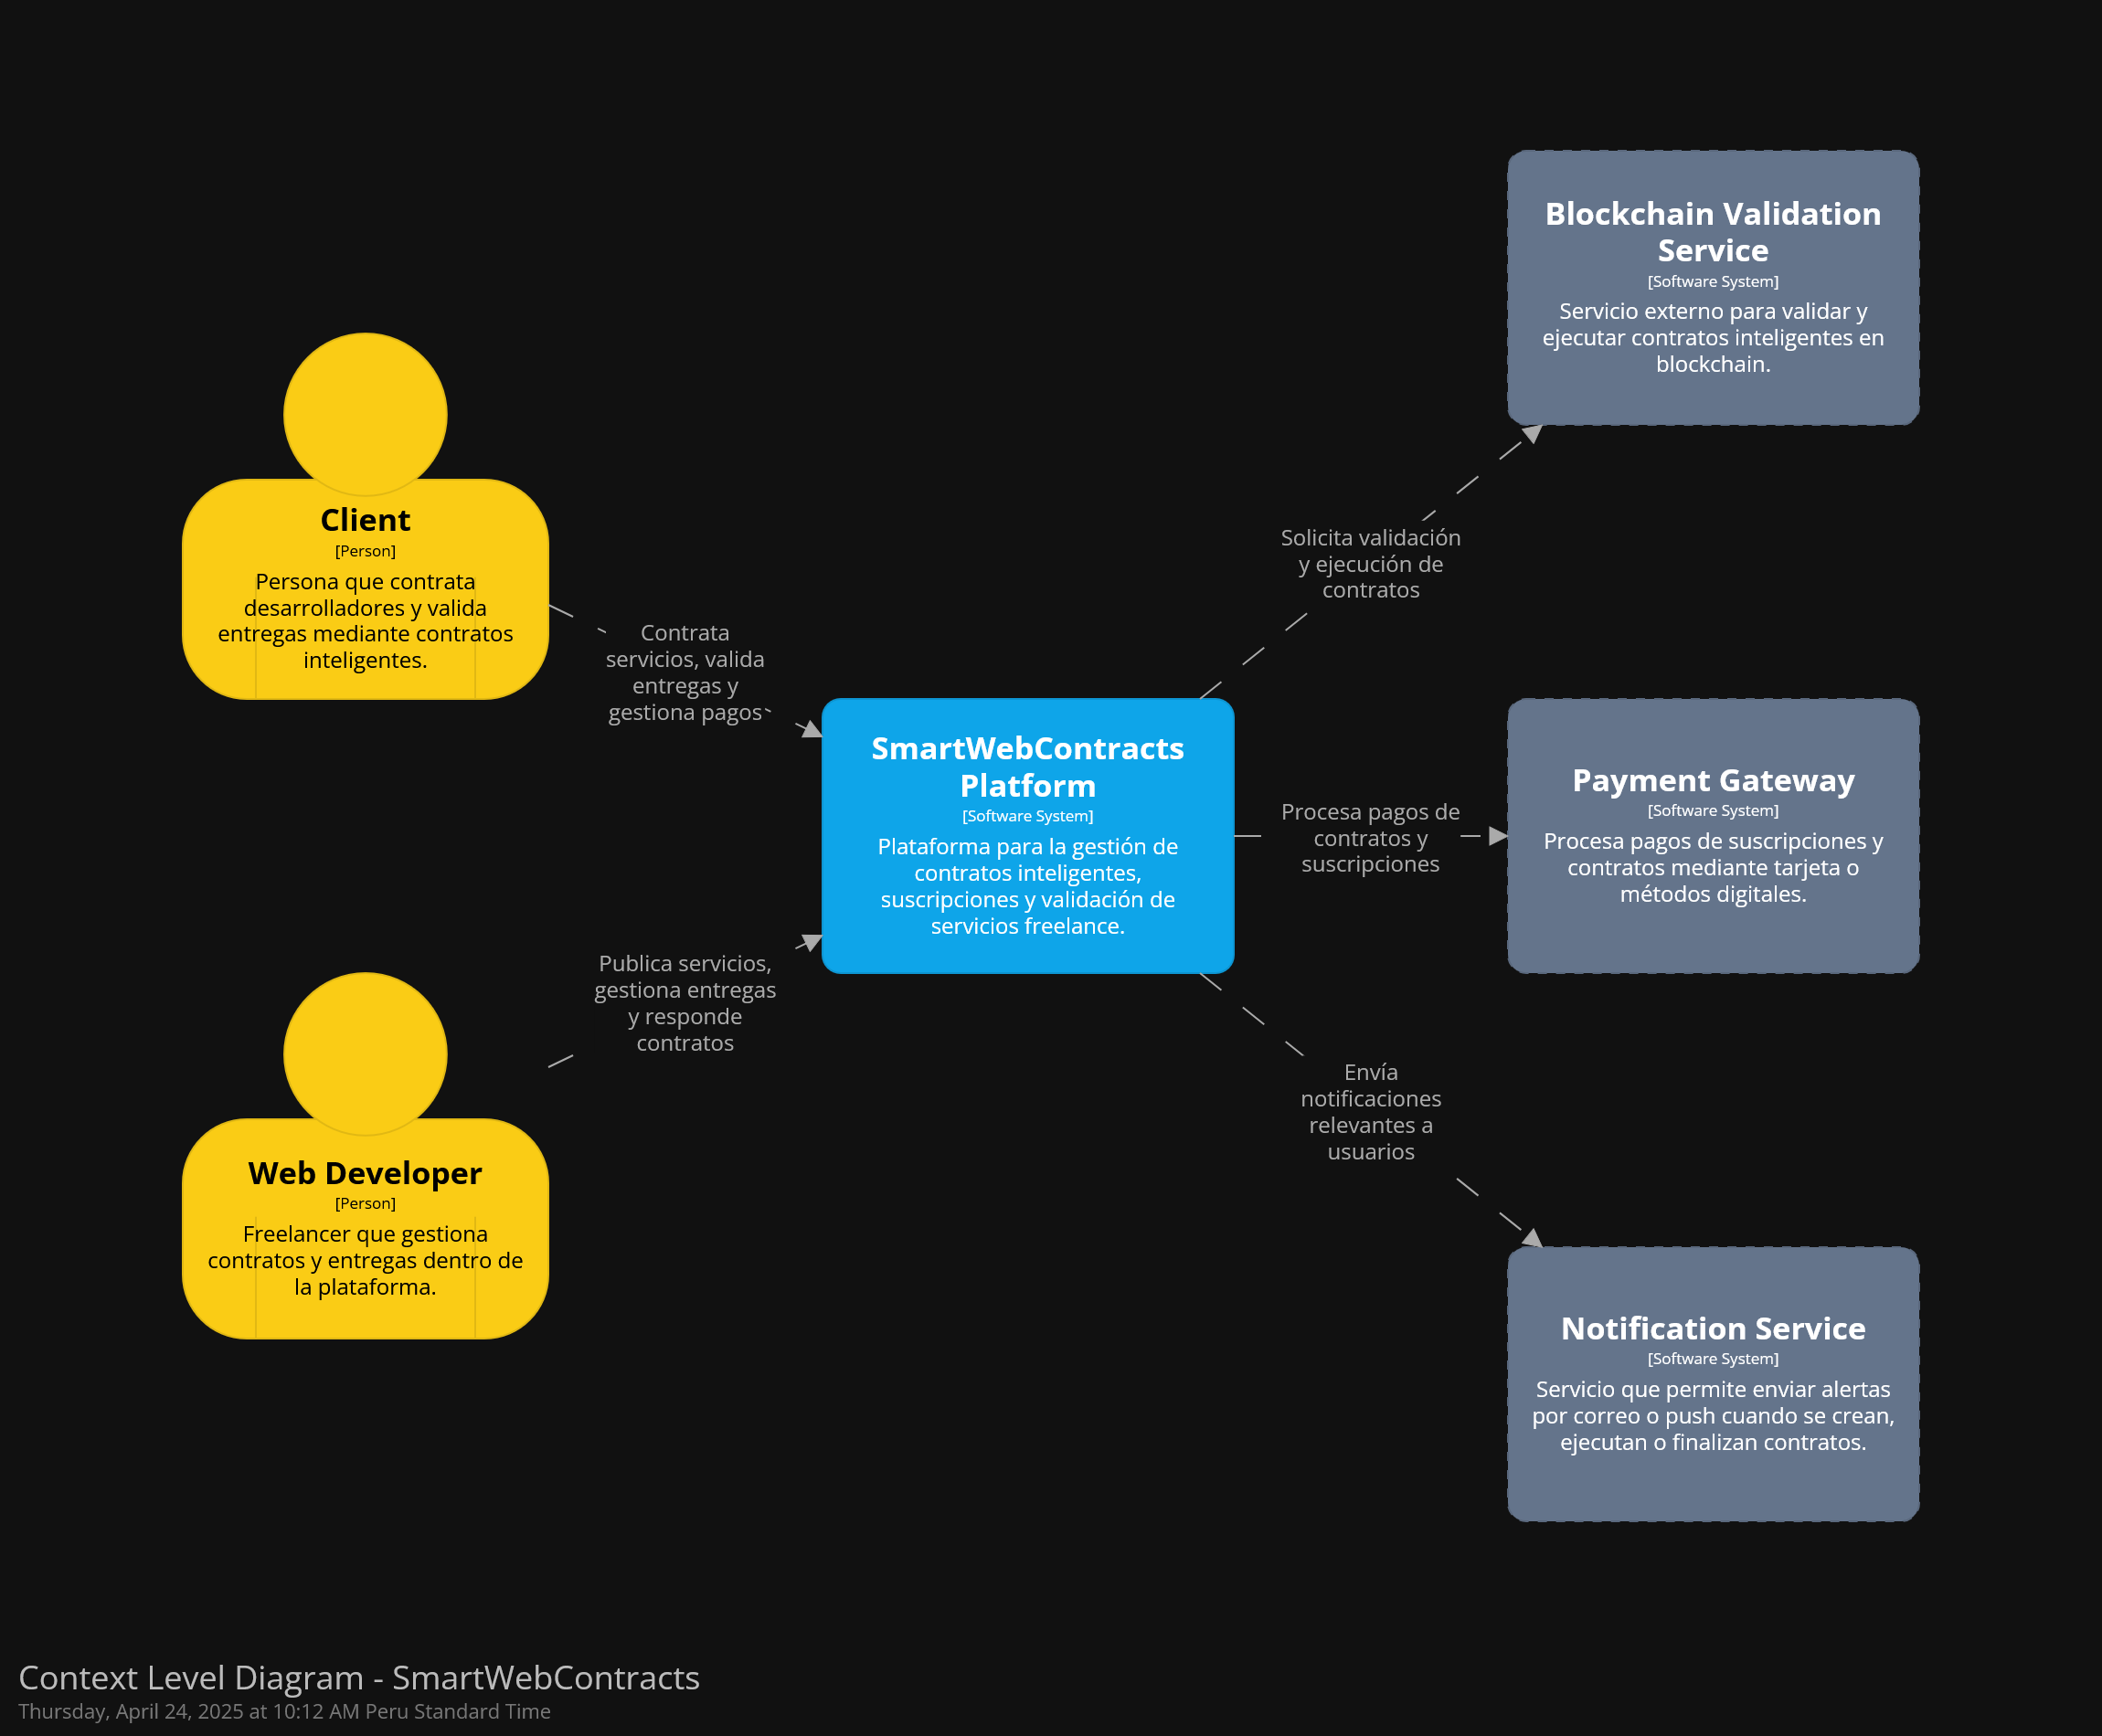 Client
[Person]
Persona que contrata
desarrolladores y valida
entregas mediante contratos
inteligentes.
Contrata
servicios, valida
entregas y
gestiona pagos
Web Developer
[Person]
Freelancer que gestiona
contratos y entregas dentro de
la plataforma.
Publica servicios,
gestiona entregas
y responde
contratos
SmartWebContracts
Platform
[Software System]
Plataforma para la gestión de
contratos inteligentes,
suscripciones y validación de
servicios freelance.
Solicita validación
y ejecución de
contratos
Blockchain Validation
Service
[Software System]
Servicio externo para validar y
ejecutar contratos inteligentes en
blockchain.
Procesa pagos de
contratos y
suscripciones
Payment Gateway
[Software System]
Procesa pagos de suscripciones y
contratos mediante tarjeta o
métodos digitales.
Envía
notificaciones
relevantes a
usuarios
Notification Service
[Software System]
Servicio que permite enviar alertas
por correo o push cuando se crean,
ejecutan o finalizan contratos.
Context Level Diagram - SmartWebContracts
Thursday, April 24, 2025 at 10:12 AM Peru Standard Time